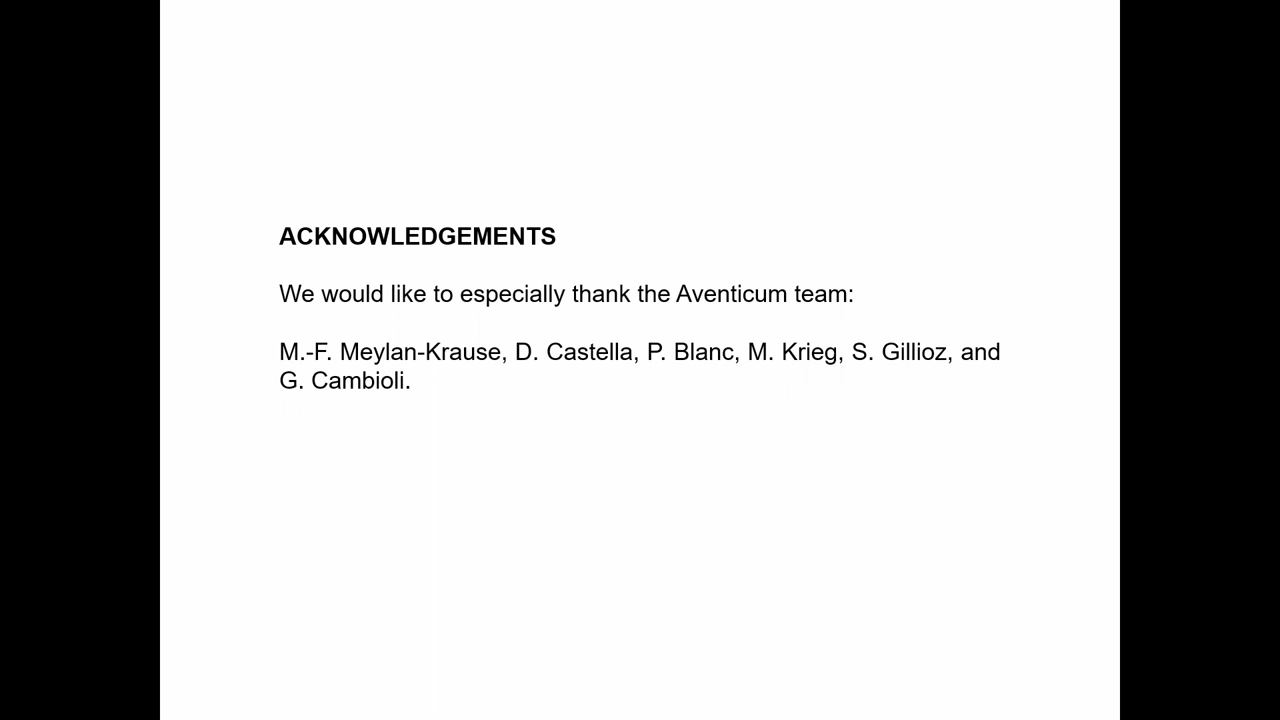 ACKNOWLEDGEMENTS
We would like to especially thank the Aventicum team:
M.-F. Meylan-Krause, D. Castella, P. Blanc, M. Krieg, S. Gillioz, and
G. Cambioli.